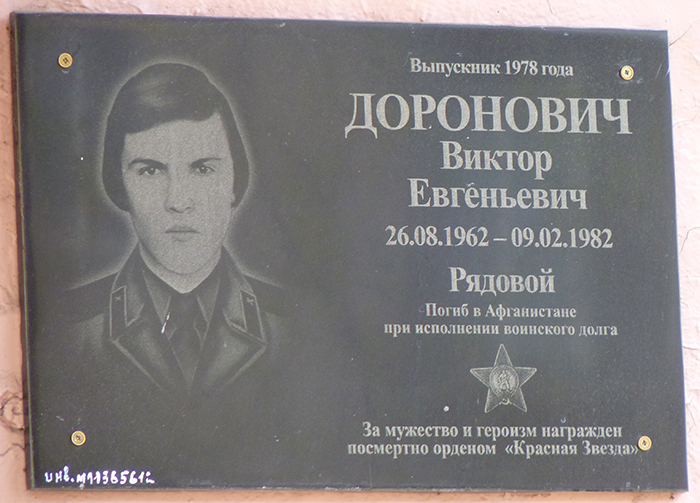 Выпускник 1978 года
ДОРОНОВИЧ
Виктор
Евгеньевич
26.08.1962 – 09.02.1982
Рядовой
Погиб в Афганистане
при исполнении воинского долга
За мужество и героизм награжден
посмертно орденом «Красная Звезда»
инв.